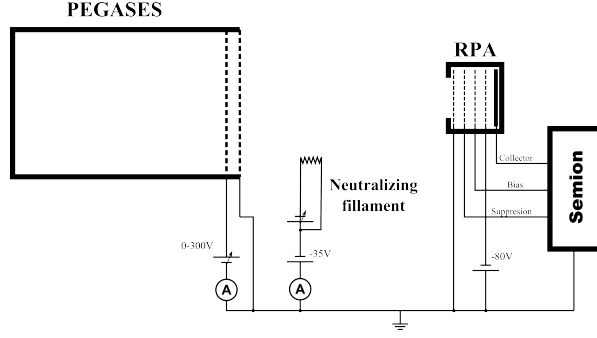 PEGASES
RPA
Collector
Semion
Neutralizing
fillament
Bias
Suppresion
0-300V
-35V
-80V
A
A